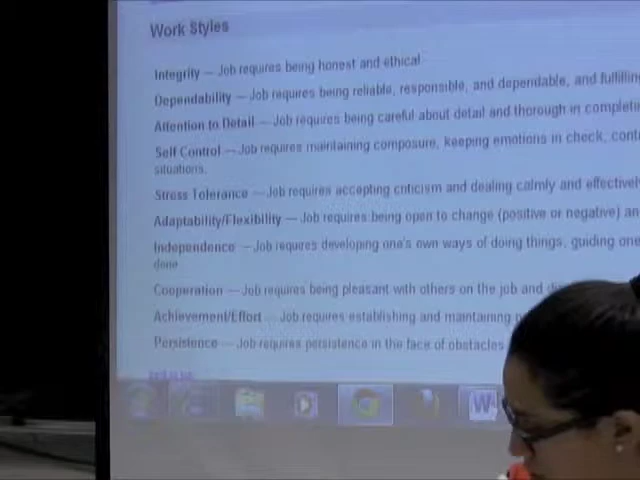 Work Styles
Integrity — Job requires being honest and ethical
Dependability — Job requires being reliable, responsible, and dependable, and fulfilling
Attention to Detail — Job requires being careful about detail and thorough in complet
Self Control — Job requires maintaining composure, keeping emotions in check, cont
situations.
Stress Tolerance — Job requires accepting criticism and dealing calmly and effectively
Adaptability/Flexibility — Job requires being open to change (positive or negative) an
Independence — Job requires developing one's own ways of doing things, guiding one
done
Cooperation — Job requires being pleasant with others on the job and di
Achievement/Effort — Job requires establishing and maintaining
Persistence — Job requires persistence in the face of obstacles
W